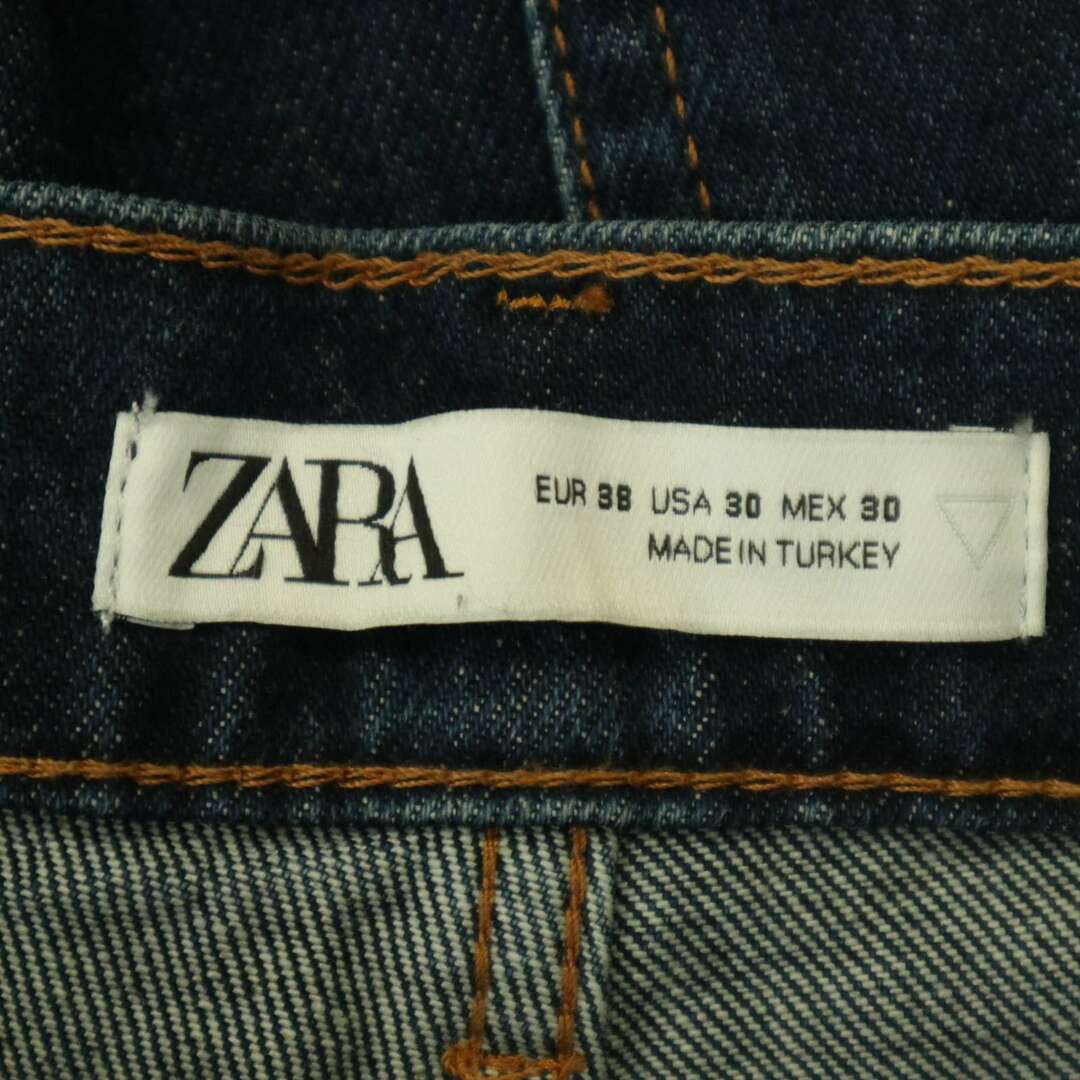 ZARA
EUR 38 USA 30 MEX 30
MADE IN TURKEY